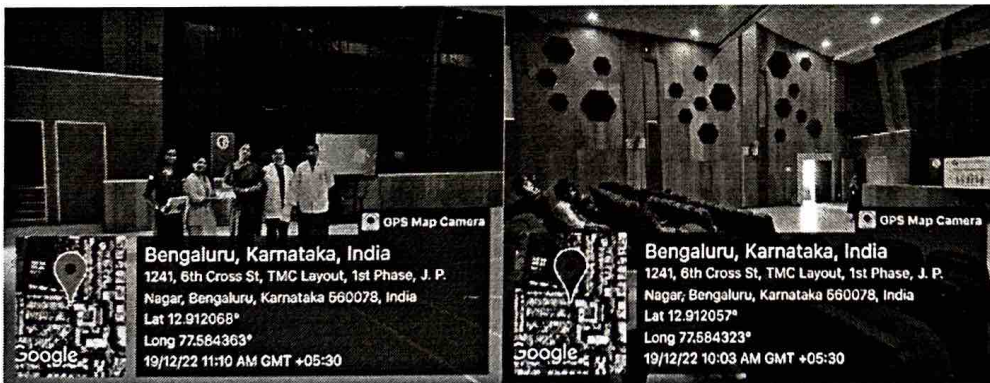 GPS Map Camera
Bengaluru, Karnataka, India
1241, 6th Cross St, TMC Layout, 1st Phase, J. P.
Nagar, Bengaluru, Karnataka 560078, India
Lat 12.912068°
Long 77.584363°
19/12/22 11:10 AM GMT +05:30
Google
GPS Map Camera
Bengaluru, Karnataka, India
1241, 6th Cross St, TMC Layout, 1st Phase, J. P.
Nagar, Bengaluru, Karnataka 560078, India
Lat 12.912057°
Long 77.584323°
19/12/22 10:03 AM GMT +05:30
Google